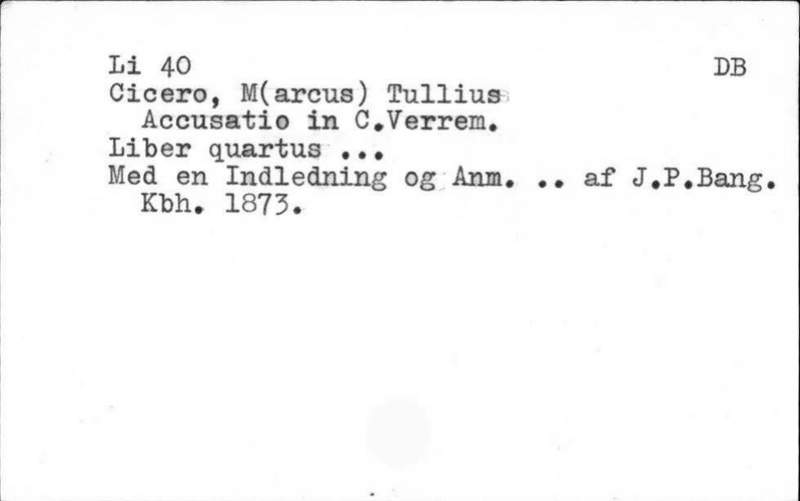 Li 40 DB
Cicero, M(arcus) Tullius
Accusatio in C.Verrem.
Liber quartus ...
Med en Indledning og Anm. .. af J.P.Bang.
Kbh. 1873.